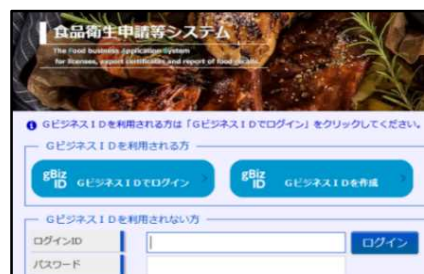 食品衛生申請等システム
The Food business Application system
for licenses, export certificates and report of food recalls.
GビジネスIDを利用される方は「GビジネスIDでログイン」をクリックしてください。
GビジネスIDを利用される方
gBiz ID GビジネスIDでログイン
gBiz ID GビジネスIDを作成
GビジネスIDを利用されない方
ログインID
ログイン
パスワード